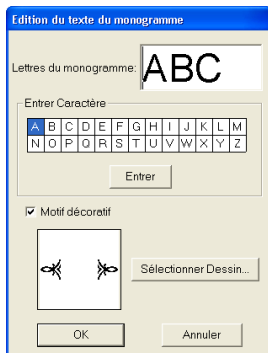 Edition du texte du monogramme
Lettres du monogramme: ABC
Entrer Caractère
A B C D E F G H I J K L M
N O P Q R S T U V W X Y Z
Entrer
Motif décoratif
Sélectionner Dessin...
OK Annuler